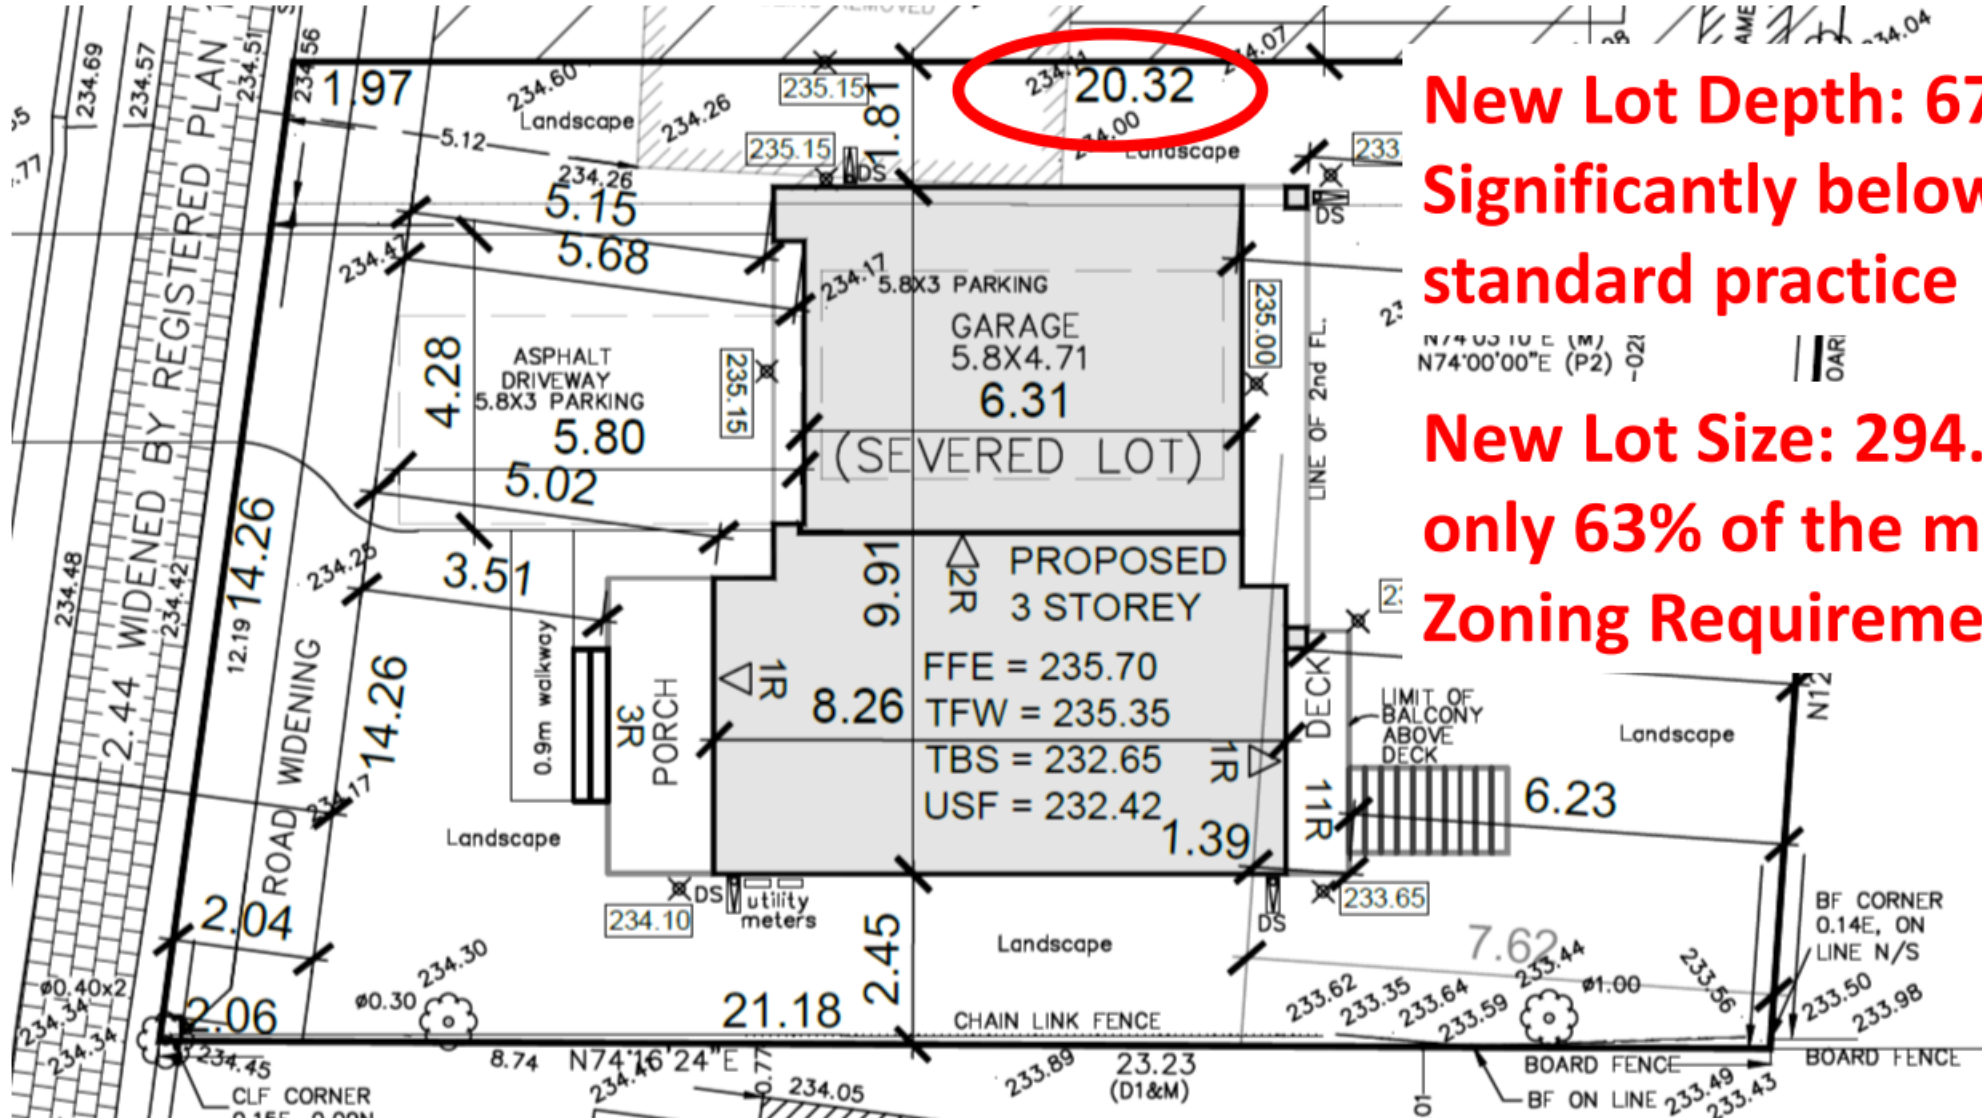 234.69
234.57
234.51
234.56
1.97
234.60
Landscape
234.26
235.15
1.81
234.11
20.32
234.07
234.00
Landscape
234.04
5.12
235.15
DS
234.26
5.15
5.68
234.47
DS
New Lot Depth: 67
Significantly below
standard practice
N74°00'00"E (P2)
234.17
5.8X3 PARKING
GARAGE
5.8X4.71
6.31
(SEVERED LOT)
235.00
LINE OF 2nd FL.
4.28
ASPHALT
DRIVEWAY
5.8X3 PARKING
5.80
5.02
235.15
New Lot Size: 294.
only 63% of the m
Zoning Requireme
2.44 WIDENED BY REGISTERED PLAN
234.48
234.42
12.19
14.26
234.25
3.51
9.91
2R
PROPOSED
3 STOREY
FFE = 235.70
TFW = 235.35
TBS = 232.65
USF = 232.42
ROAD WIDENING
14.26
234.17
0.9m walkway
3R
PORCH
1R
8.26
1R
DECK
11R
LIMIT OF
BALCONY
ABOVE
DECK
Landscape
N12
6.23
1.39
Landscape
2.04
DS
utility
meters
234.10
DS
233.65
BF CORNER
0.14E, ON
LINE N/S
7.62
Landscape
2.45
ø0.40x2
234.34
234.34
2.06
ø0.30
234.30
21.18
CHAIN LINK FENCE
233.62
233.35
233.64
233.59
233.44
ø1.00
233.56
233.50
233.98
234.45
8.74
N74°16'24"E
0.77
234.05
233.89
23.23
(D1&M)
BOARD FENCE
BOARD FENCE
BF ON LINE
233.49
233.43
CLF CORNER